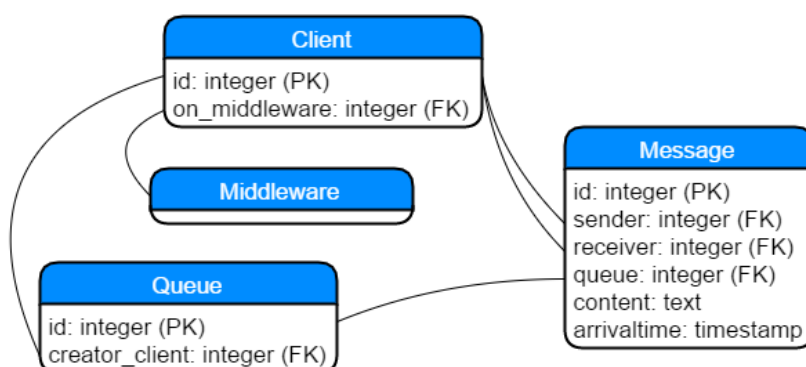 Client
id: integer (PK)
on_middleware: integer (FK)
Middleware
Message
id: integer (PK)
sender: integer (FK)
receiver: integer (FK)
queue: integer (FK)
content: text
arrivaltime: timestamp
Queue
id: integer (PK)
creator_client: integer (FK)